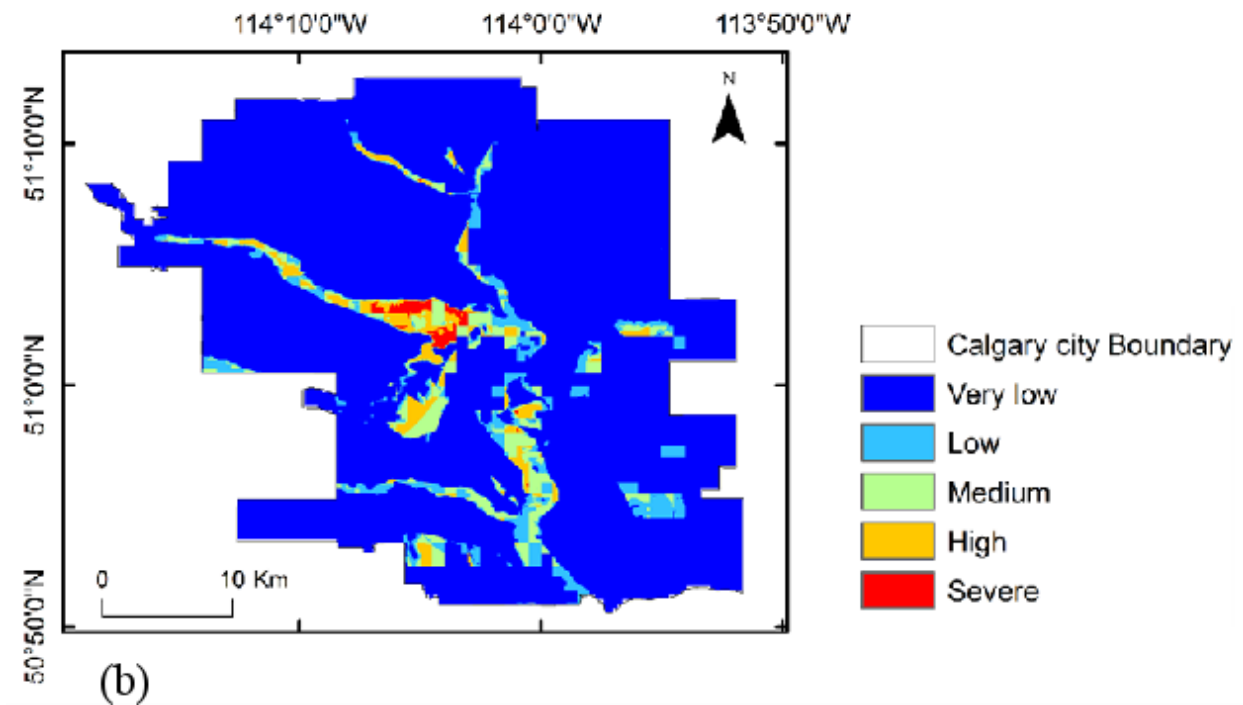 114°10'0"W 114°0'0"W 113°50'0"W
51°10'0"N
51°0'0"N
50°50'0"N
N
Calgary city Boundary
Very low
Low
Medium
High
Severe
0 10 Km
(b)